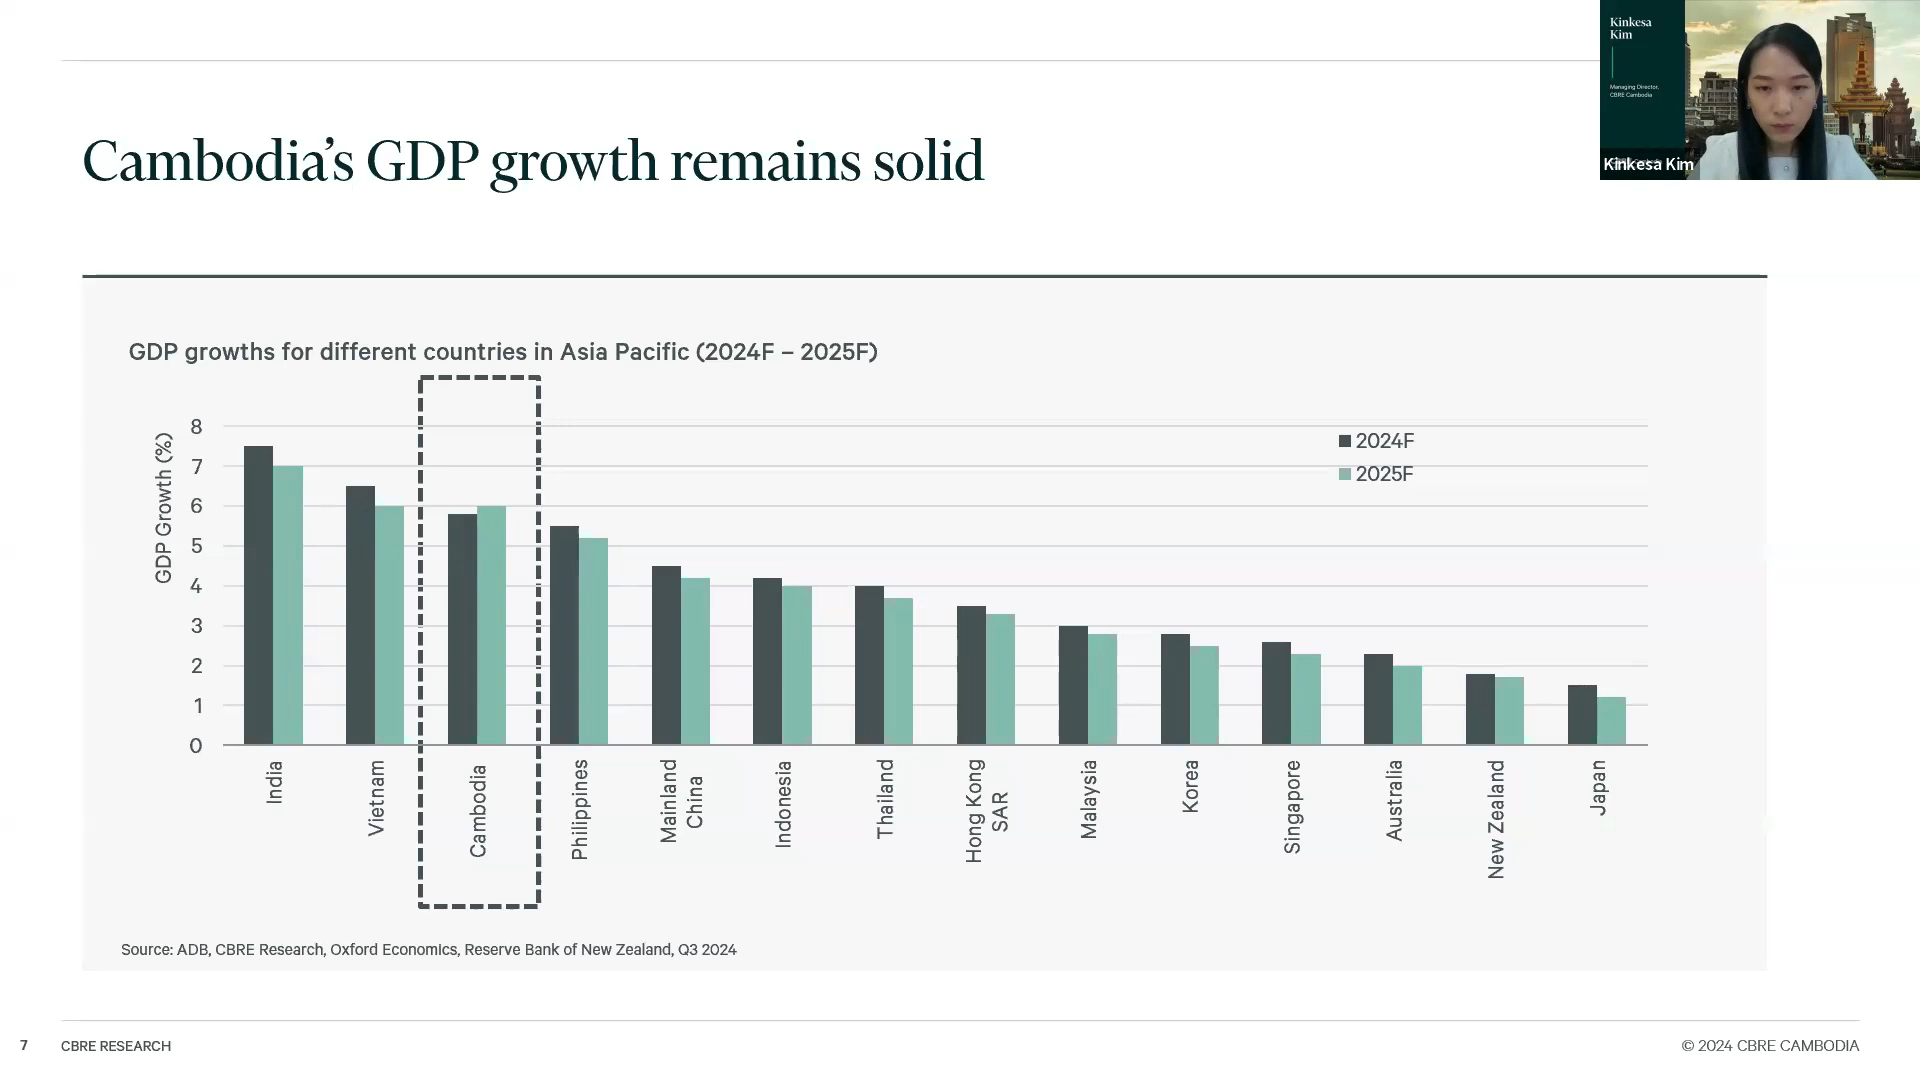 Kinkesa
Kim
Managing Director,
CBRE Cambodia
Kinkesa Kim
Cambodia’s GDP growth remains solid
GDP growths for different countries in Asia Pacific (2024F – 2025F)
GDP Growth (%)
8
7
6
5
4
3
2
1
0
2024F
2025F
India
Vietnam
Cambodia
Philippines
Mainland
China
Indonesia
Thailand
Hong Kong
SAR
Malaysia
Korea
Singapore
Australia
New Zealand
Japan
Source: ADB, CBRE Research, Oxford Economics, Reserve Bank of New Zealand, Q3 2024
7
CBRE RESEARCH
© 2024 CBRE CAMBODIA